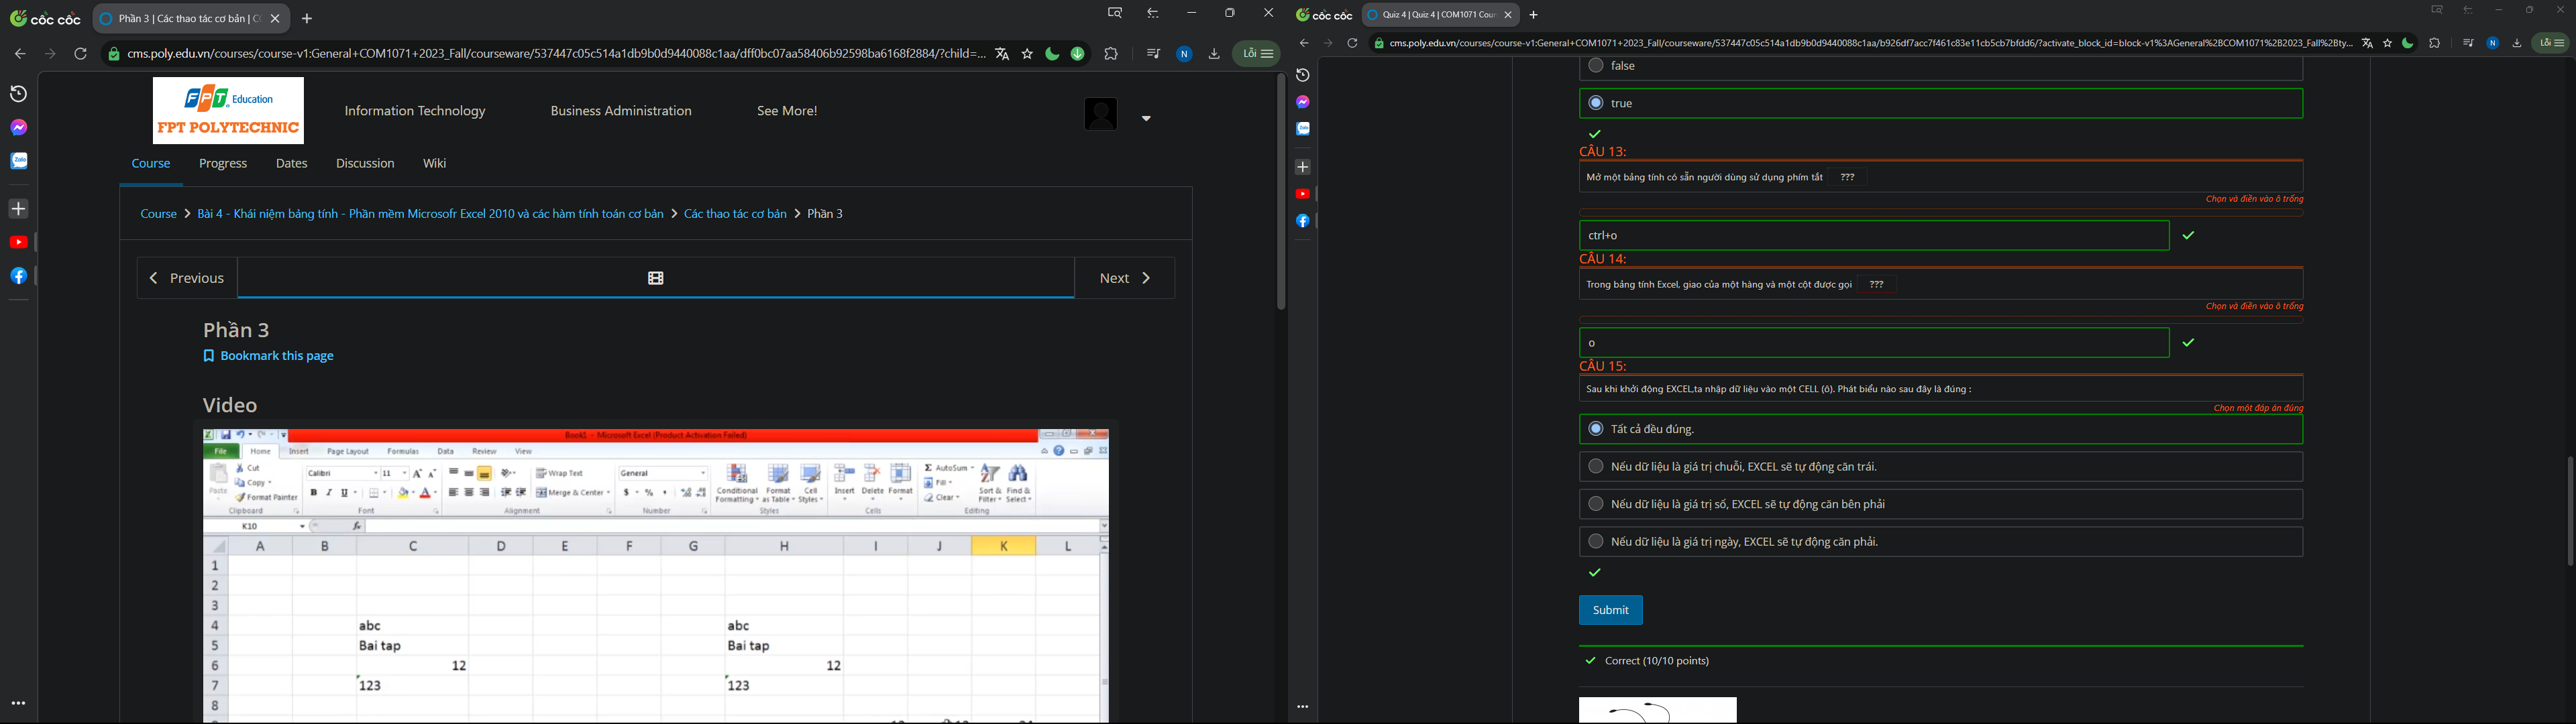 cốc cốc
Phần 3 | Các thao tác cơ bản | CO
cms.poly.edu.vn/courses/course-v1:General+COM1071+2023_Fall/courseware/537447c05c514a1db9b0d9440088c1aa/dff0bc07aa58406b92598ba6168f2884/?child=...
N
Lỗi
Zalo
FPT Education
FPT POLYTECHNIC
Information Technology
Business Administration
See More!
Course
Progress
Dates
Discussion
Wiki
Course > Bài 4 - Khái niệm bảng tính - Phần mềm Microsofr Excel 2010 và các hàm tính toán cơ bản > Các thao tác cơ bản > Phần 3
Previous
Next
Phần 3
Bookmark this page
Video
Book1 - Microsoft Excel (Product Activation Failed)
File Home Insert Page Layout Formulas Data Review View
Cut
Copy
Format Painter
Paste
Clipboard
Calibri 11
B I U
Font
Wrap Text
Merge & Center
Alignment
General
$ % ,
Number
Conditional Formatting
Format as Table
Cell Styles
Styles
Insert Delete Format
Cells
AutoSum
Fill
Clear
Sort & Filter
Find & Select
Editing
K10
fx
A B C D E F G H I J K L
1
2
3
4 abc abc
5 Bai tap Bai tap
6 12 12
7 123 123
8
cốc cốc
Quiz 4 | Quiz 4 | COM1071 Cour
cms.poly.edu.vn/courses/course-v1:General+COM1071+2023_Fall/courseware/537447c05c514a1db9b0d9440088c1aa/b926df7acc7f461c83e11cb5cb7bfdd6/?activate_block_id=block-v1%3AGeneral%2BCOM1071%2B2023_Fall%2Bty...
N
Lỗi
Zalo
false
true
CÂU 13:
Mở một bảng tính có sẵn người dùng sử dụng phím tắt ???
Chọn và điền vào ô trống
ctrl+o
CÂU 14:
Trong bảng tính Excel, giao của một hàng và một cột được gọi ???
Chọn và điền vào ô trống
o
CÂU 15:
Sau khi khởi động EXCEL,ta nhập dữ liệu vào một CELL (ô). Phát biểu nào sau đây là đúng :
Chọn một đáp án đúng
Tất cả đều đúng.
Nếu dữ liệu là giá trị chuỗi, EXCEL sẽ tự động căn trái.
Nếu dữ liệu là giá trị số, EXCEL sẽ tự động căn bên phải
Nếu dữ liệu là giá trị ngày, EXCEL sẽ tự động căn phải.
Submit
Correct (10/10 points)